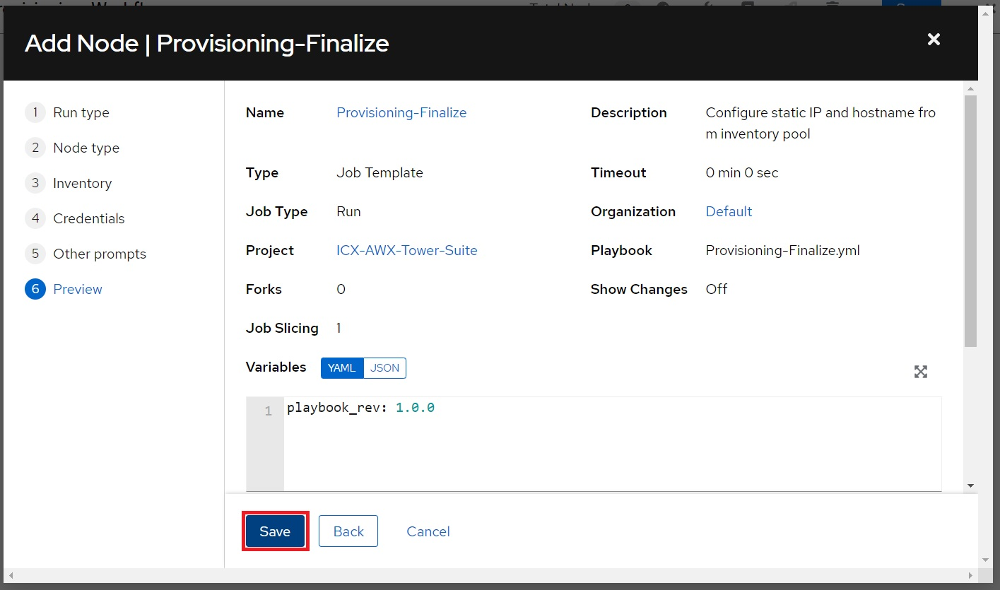 Add Node | Provisioning-Finalize
1 Run type
2 Node type
3 Inventory
4 Credentials
5 Other prompts
6 Preview
Name Provisioning-Finalize
Description Configure static IP and hostname fro
m inventory pool
Type Job Template
Timeout 0 min 0 sec
Job Type Run
Organization Default
Project ICX-AWX-Tower-Suite
Playbook Provisioning-Finalize.yml
Forks 0
Show Changes Off
Job Slicing 1
Variables YAML JSON
1 playbook_rev: 1.0.0
Save Back Cancel